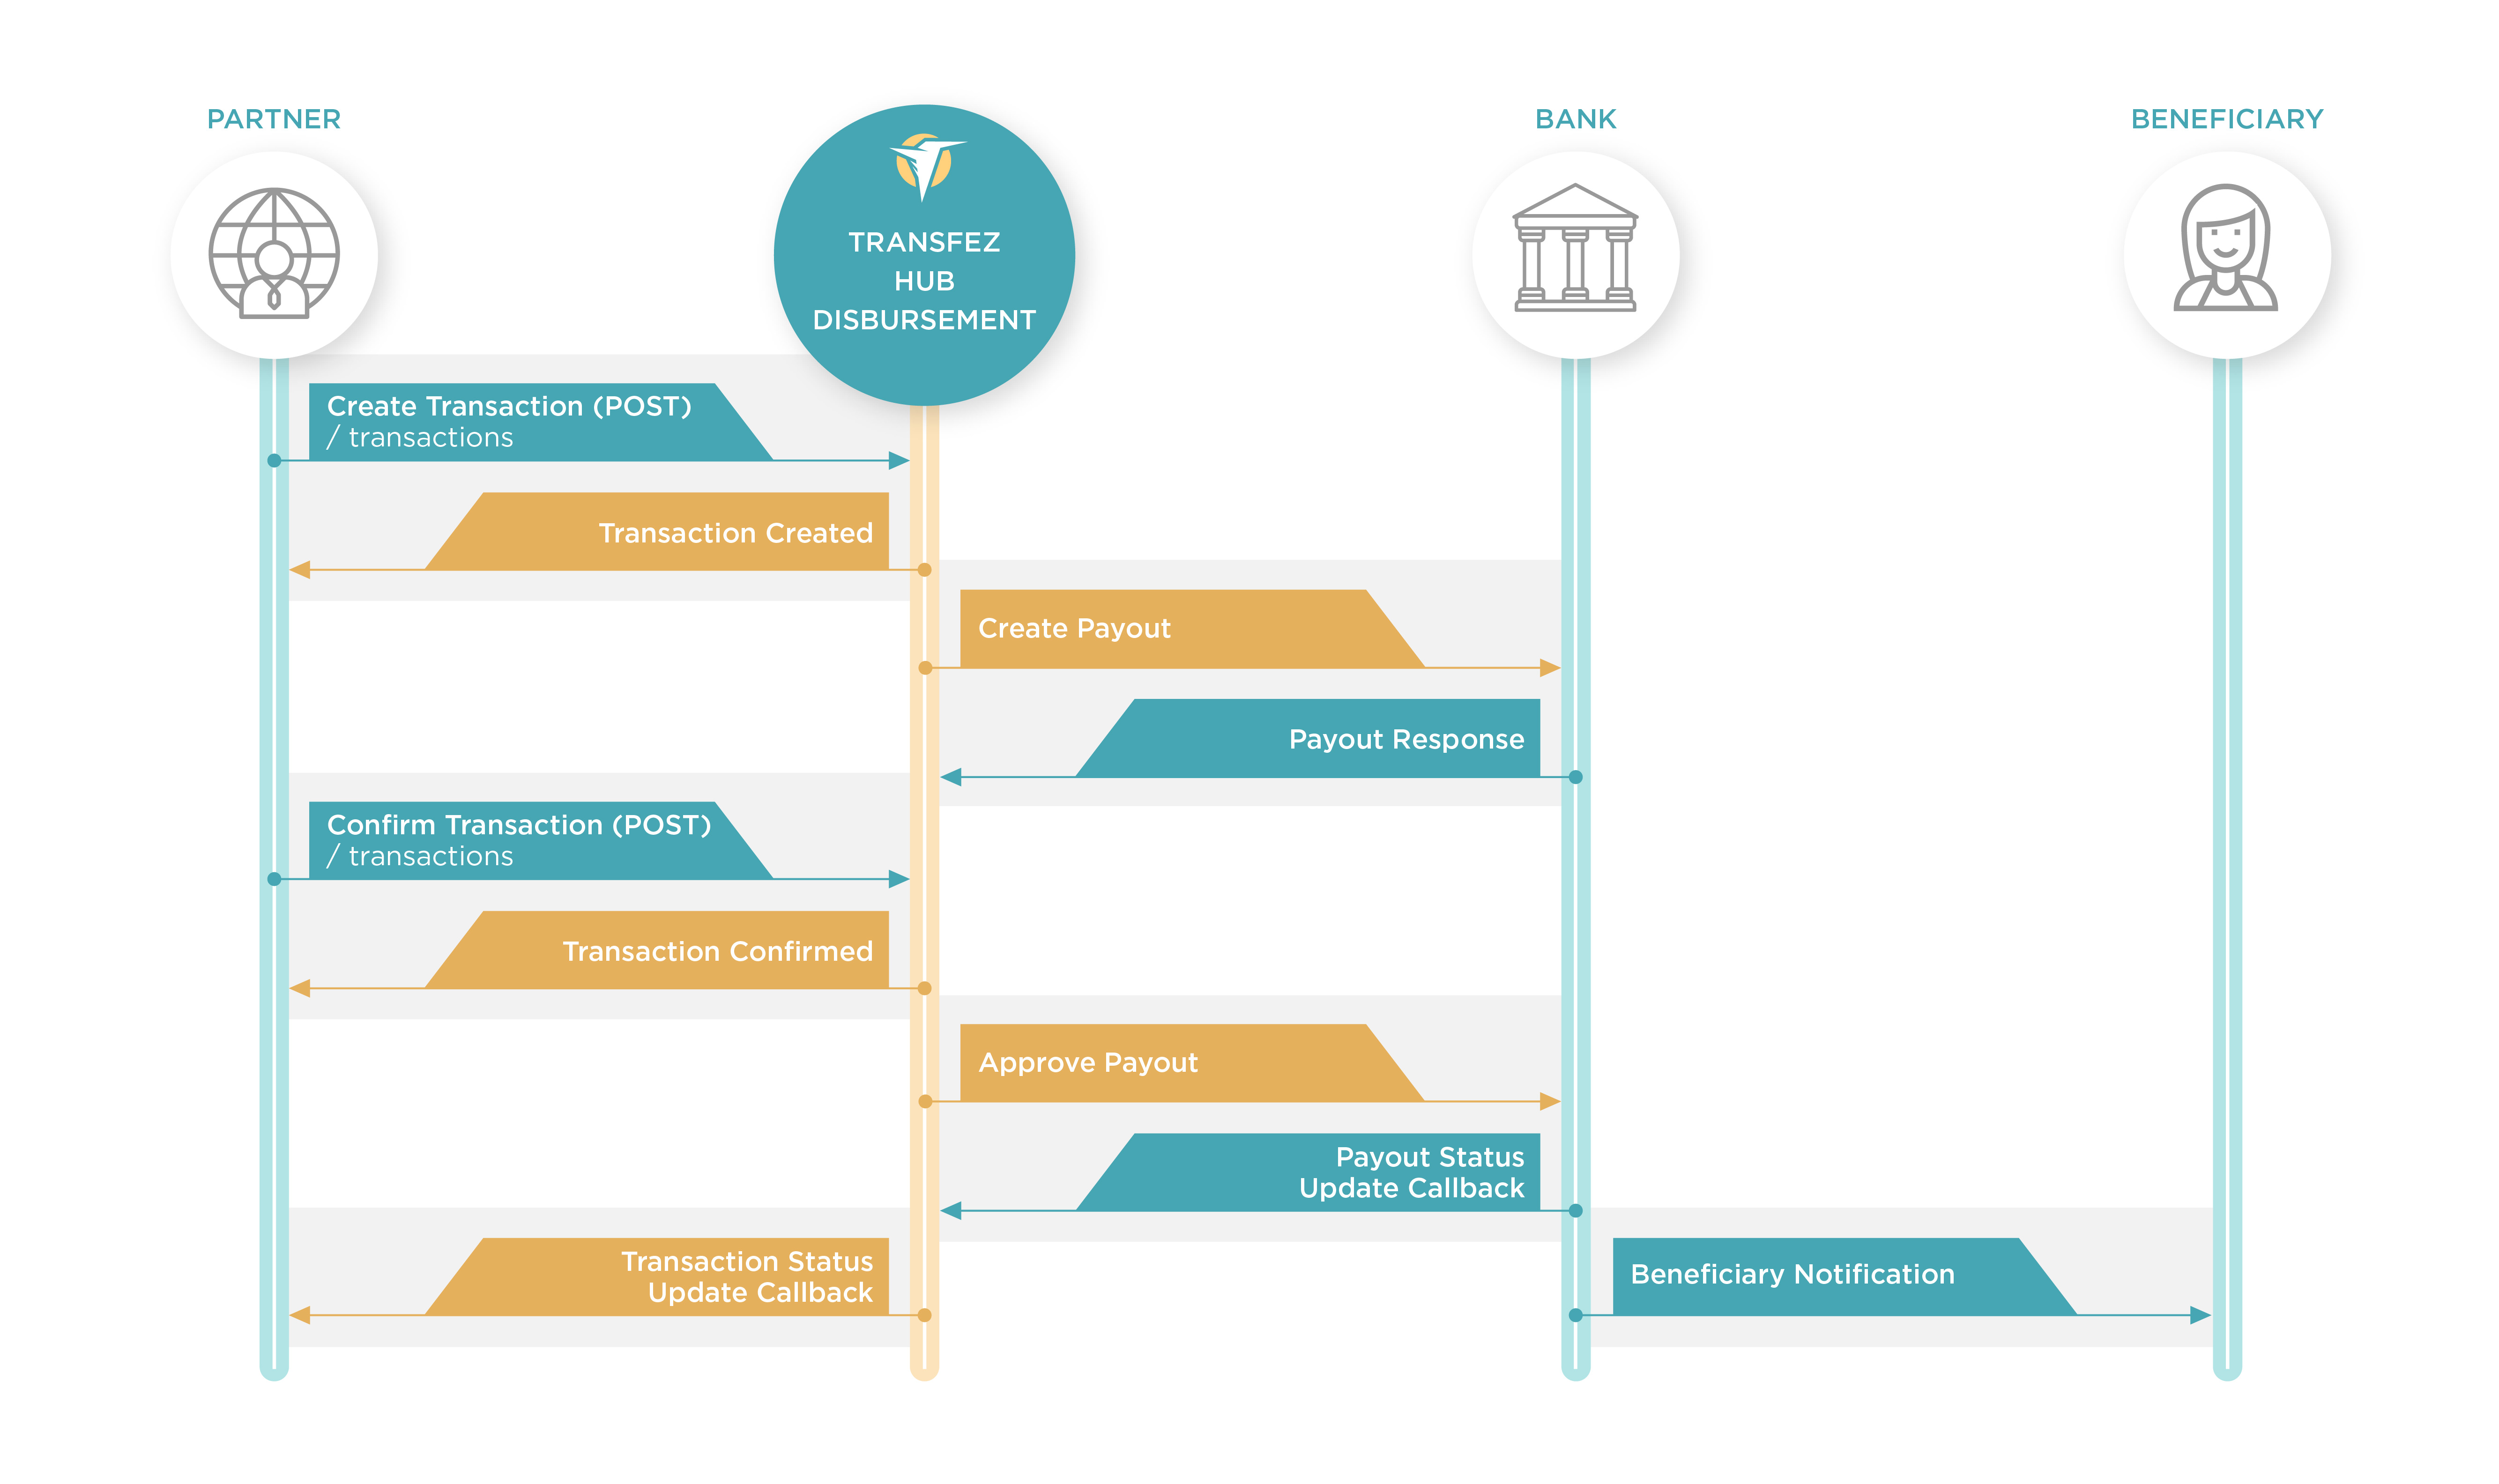 PARTNER
TRANSFEZ
HUB
DISBURSEMENT
BANK
BENEFICIARY
Create Transaction (POST)
/ transactions
Transaction Created
Create Payout
Payout Response
Confirm Transaction (POST)
/ transactions
Transaction Confirmed
Approve Payout
Payout Status
Update Callback
Transaction Status
Update Callback
Beneficiary Notification